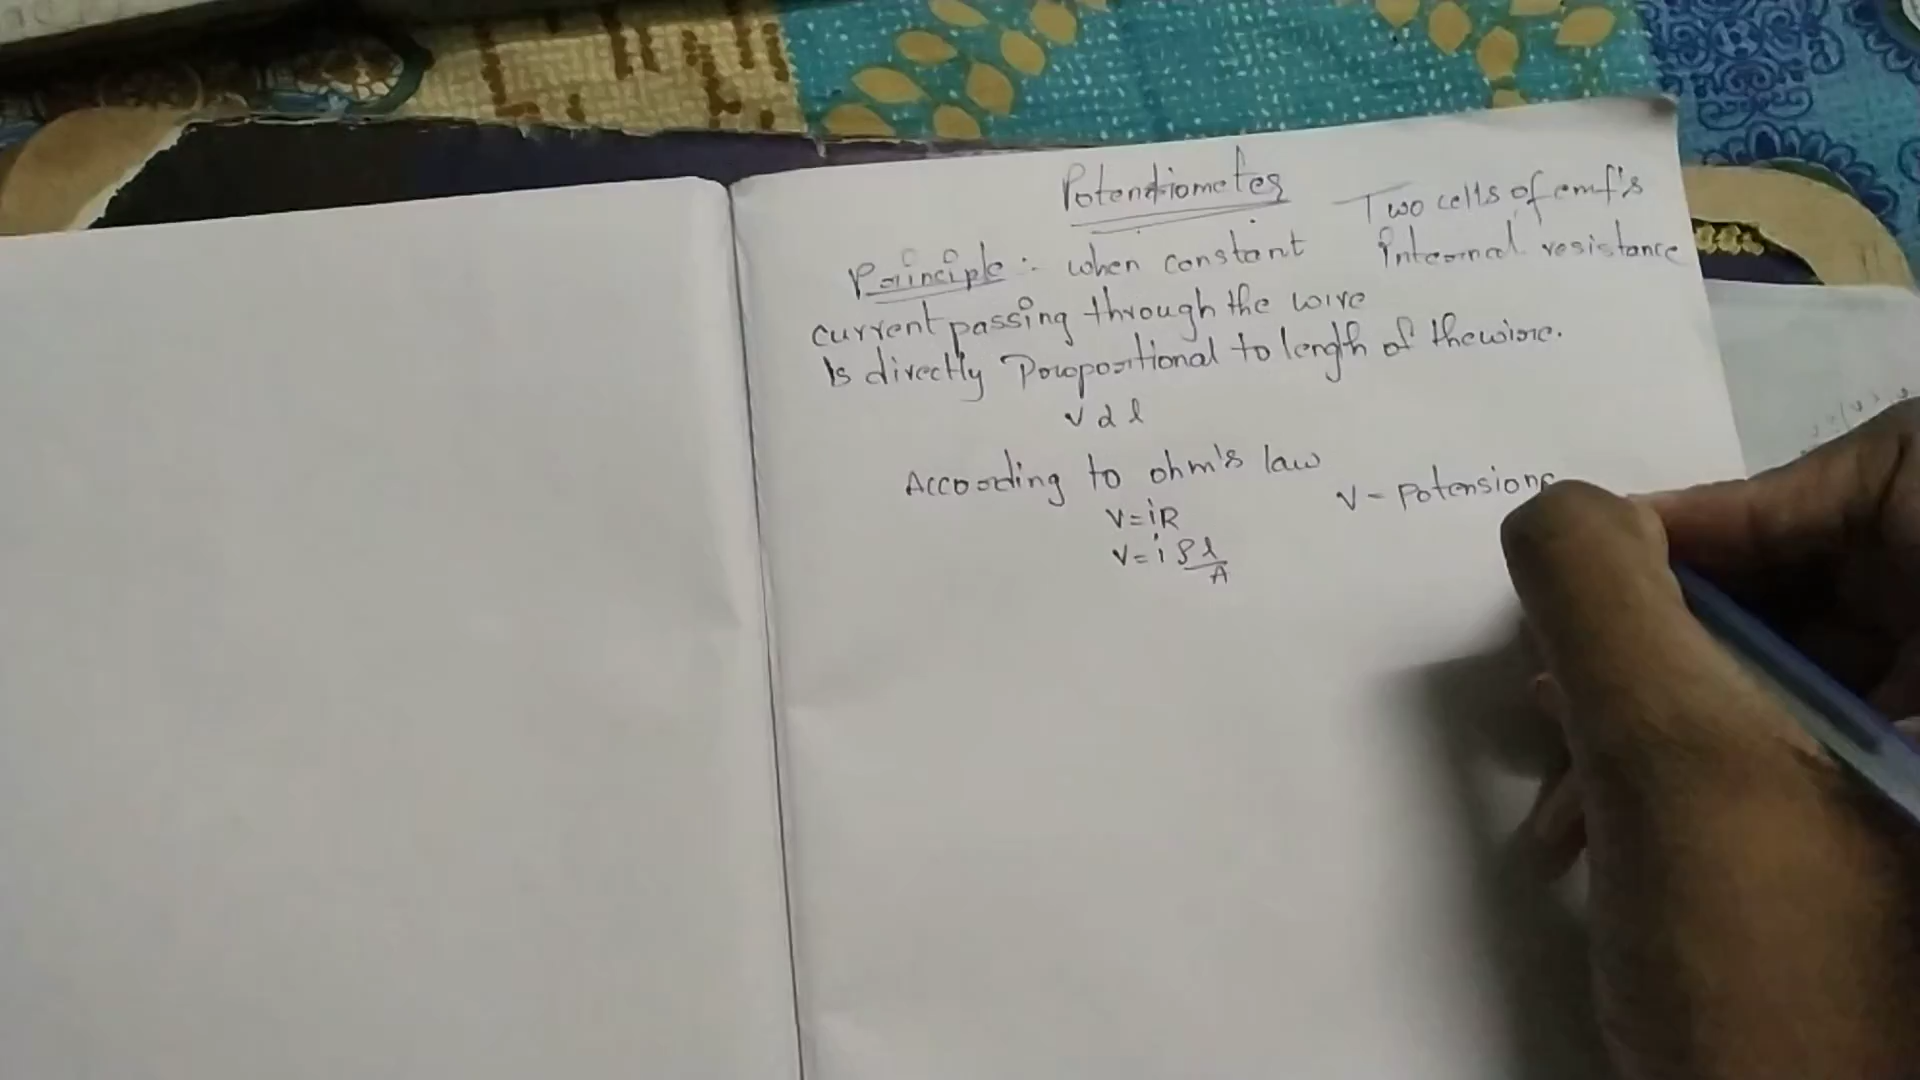 Potentiometer
Two cells of emf's
Internal resistance
Principle :- when constant
current passing through the wire
Is directly Proportional to length of the wire.
V α l
According to ohm's law
V = iR
V = i ρl/A
V - Potensions